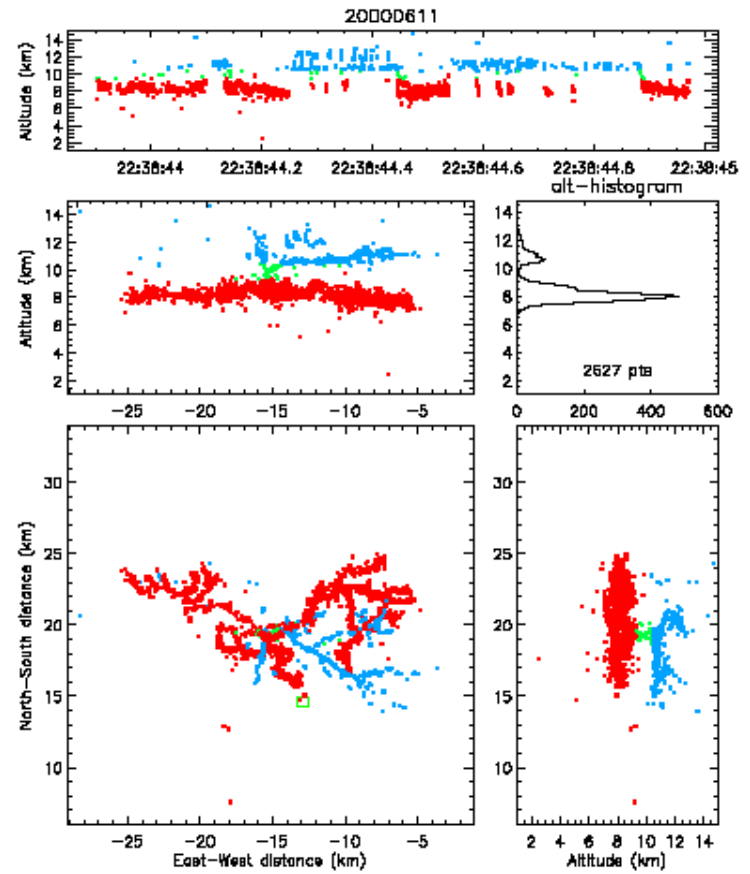 20000611
Altitude (km)
14
12
10
8
6
4
2
22:38:44 22:38:44.2 22:38:44.4 22:38:44.6 22:38:44.8 22:38:45
alt-histogram
Altitude (km)
14
12
10
8
6
4
2
−25 −20 −15 −10 −5
14
12
10
8
6
4
2
2627 pts
0 200 400 600
North-South distance (km)
30
25
20
15
10
−25 −20 −15 −10 −5
East-West distance (km)
30
25
20
15
10
2 4 6 8 10 12 14
Altitude (km)